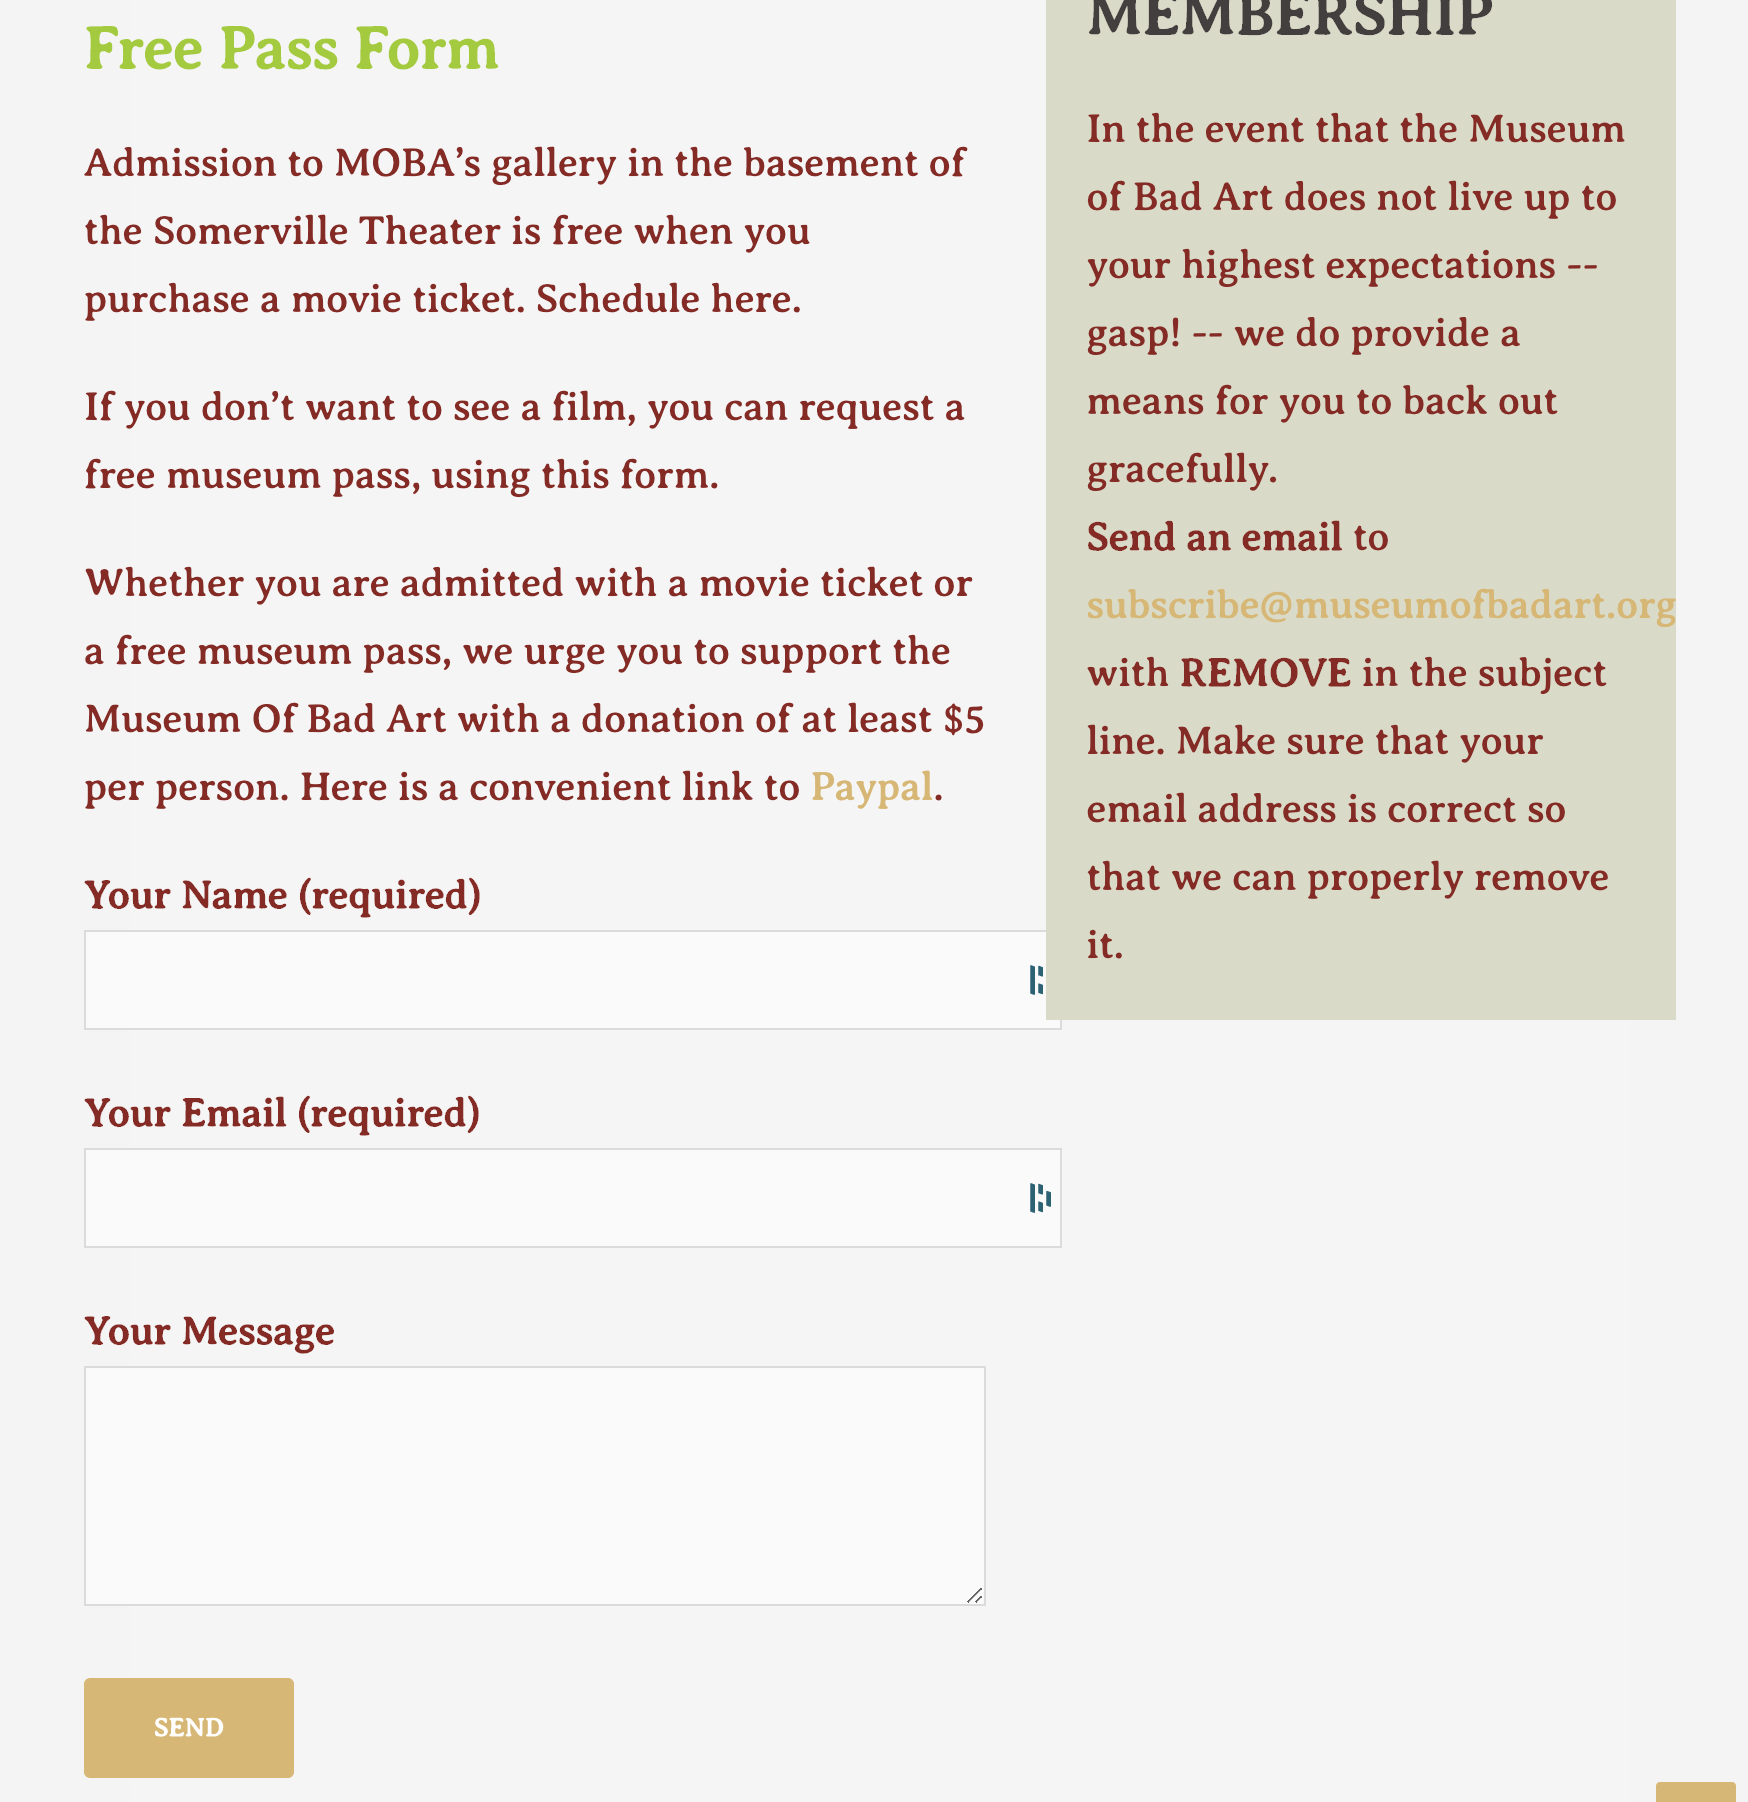 Free Pass Form
Admission to MOBA’s gallery in the basement of
the Somerville Theater is free when you
purchase a movie ticket. Schedule here.
If you don’t want to see a film, you can request a
free museum pass, using this form.
Whether you are admitted with a movie ticket or
a free museum pass, we urge you to support the
Museum Of Bad Art with a donation of at least $5
per person. Here is a convenient link to Paypal.
Your Name (required)
Your Email (required)
Your Message
SEND
MEMBERSHIP
In the event that the Museum
of Bad Art does not live up to
your highest expectations --
gasp! -- we do provide a
means for you to back out
gracefully.
Send an email to
subscribe@museumofbadart.org
with REMOVE in the subject
line. Make sure that your
email address is correct so
that we can properly remove
it.